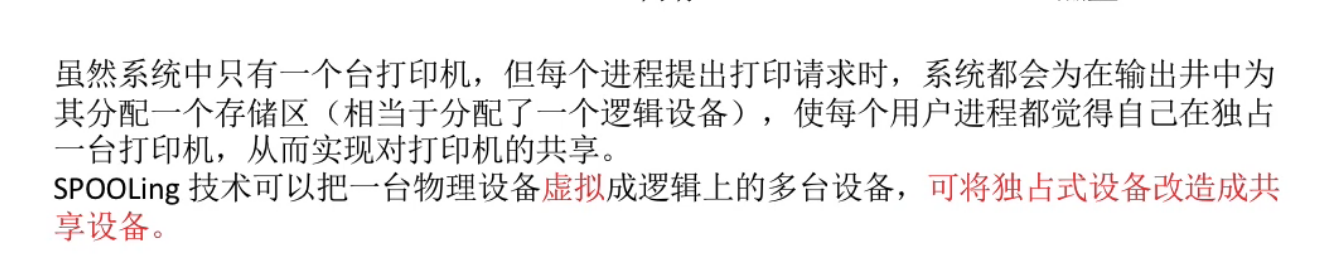 虽然系统中只有一个台打印机，但每个进程提出打印请求时，系统都会为在输出井中为
其分配一个存储区（相当于分配了一个逻辑设备），使每个用户进程都觉得自己在独占
一台打印机，从而实现对打印机的共享。
SPOOLing 技术可以把一台物理设备虚拟成逻辑上的多台设备，可将独占式设备改造成共
享设备。